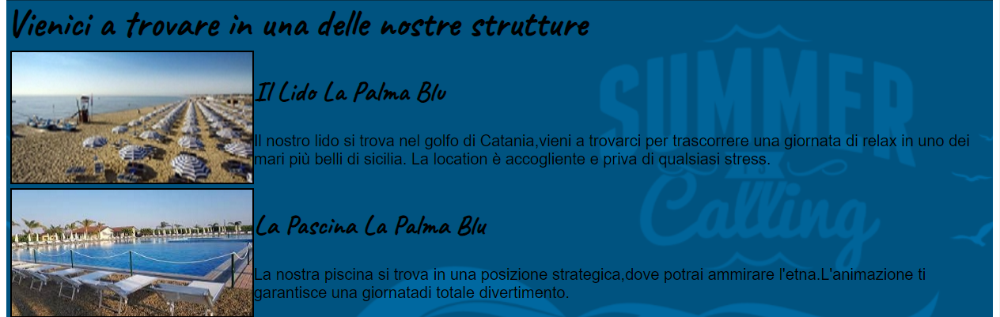 Vienici a trovare in una delle nostre strutture
SUMMER
Il Lido La Palma Blu
Il nostro lido si trova nel golfo di Catania,vieni a trovarci per trascorrere una giornata di relax in uno dei
mari più belli di sicilia. La location è accogliente e priva di qualsiasi stress.
IS
Calling
La Pascina La Palma Blu
La nostra piscina si trova in una posizione strategica,dove potrai ammirare l'etna.L'animazione ti
garantisce una giornatadi totale divertimento.